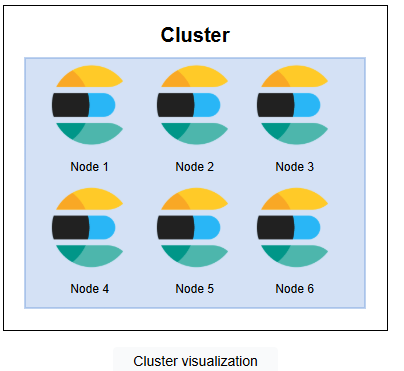 Cluster
Node 1 Node 2 Node 3
Node 4 Node 5 Node 6
Cluster visualization